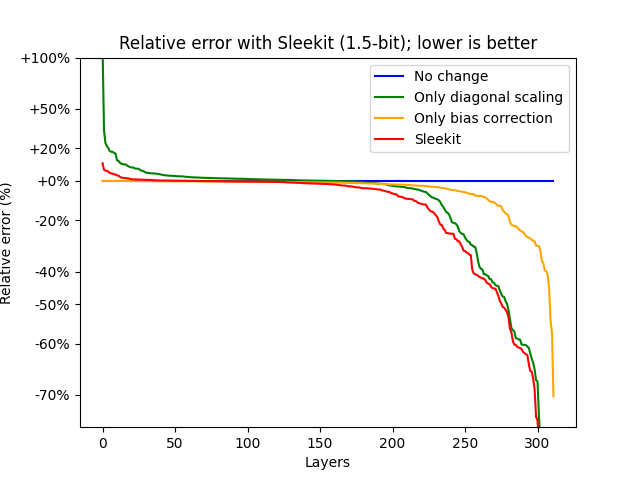 Relative error with Sleekit (1.5-bit); lower is better
+100%
+50%
+20%
+0%
-20%
-40%
-50%
-60%
-70%
Relative error (%)
No change
Only diagonal scaling
Only bias correction
Sleekit
0 50 100 150 200 250 300
Layers